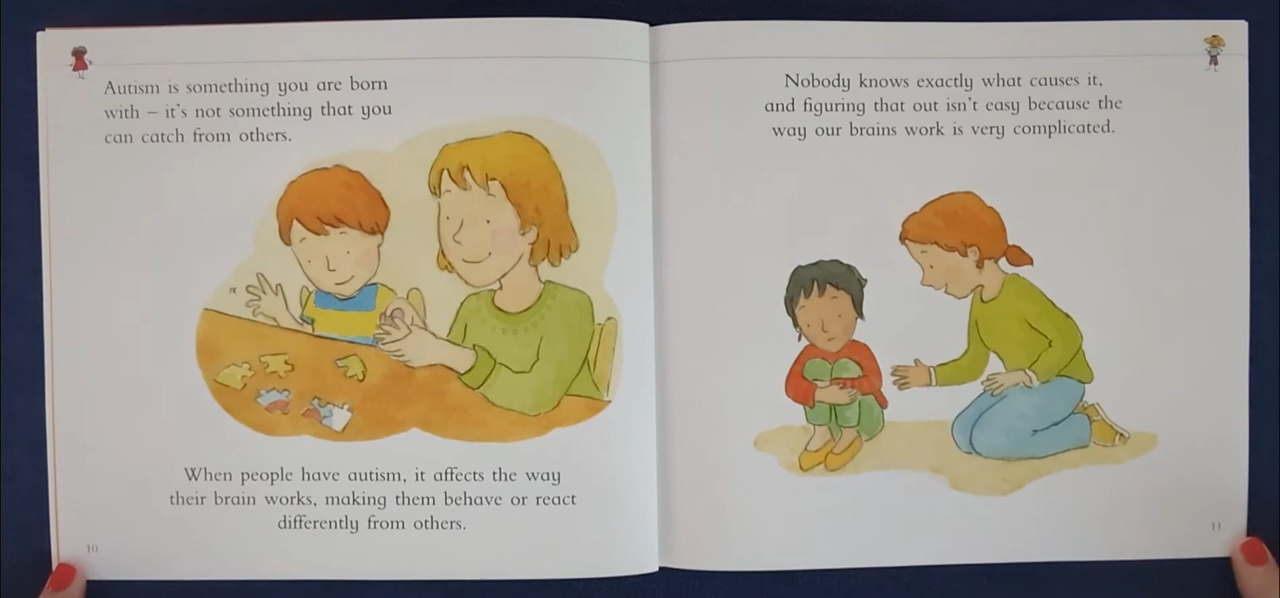 Autism is something you are born
with – it's not something that you
can catch from others.
When people have autism, it affects the way
their brain works, making them behave or react
differently from others.
10
Nobody knows exactly what causes it,
and figuring that out isn't easy because the
way our brains work is very complicated.
11